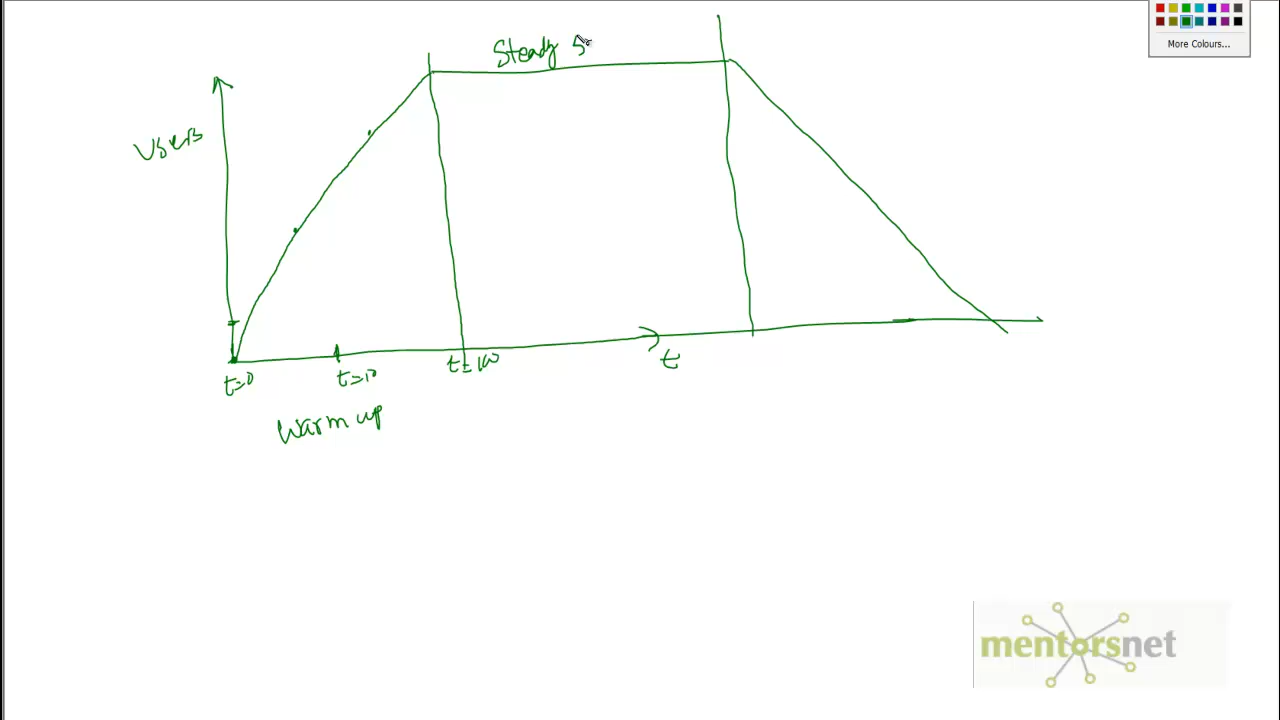 More Colours...
Steady S
Users
t=0
t=10
t=100
t
Warm up
mentorsnet